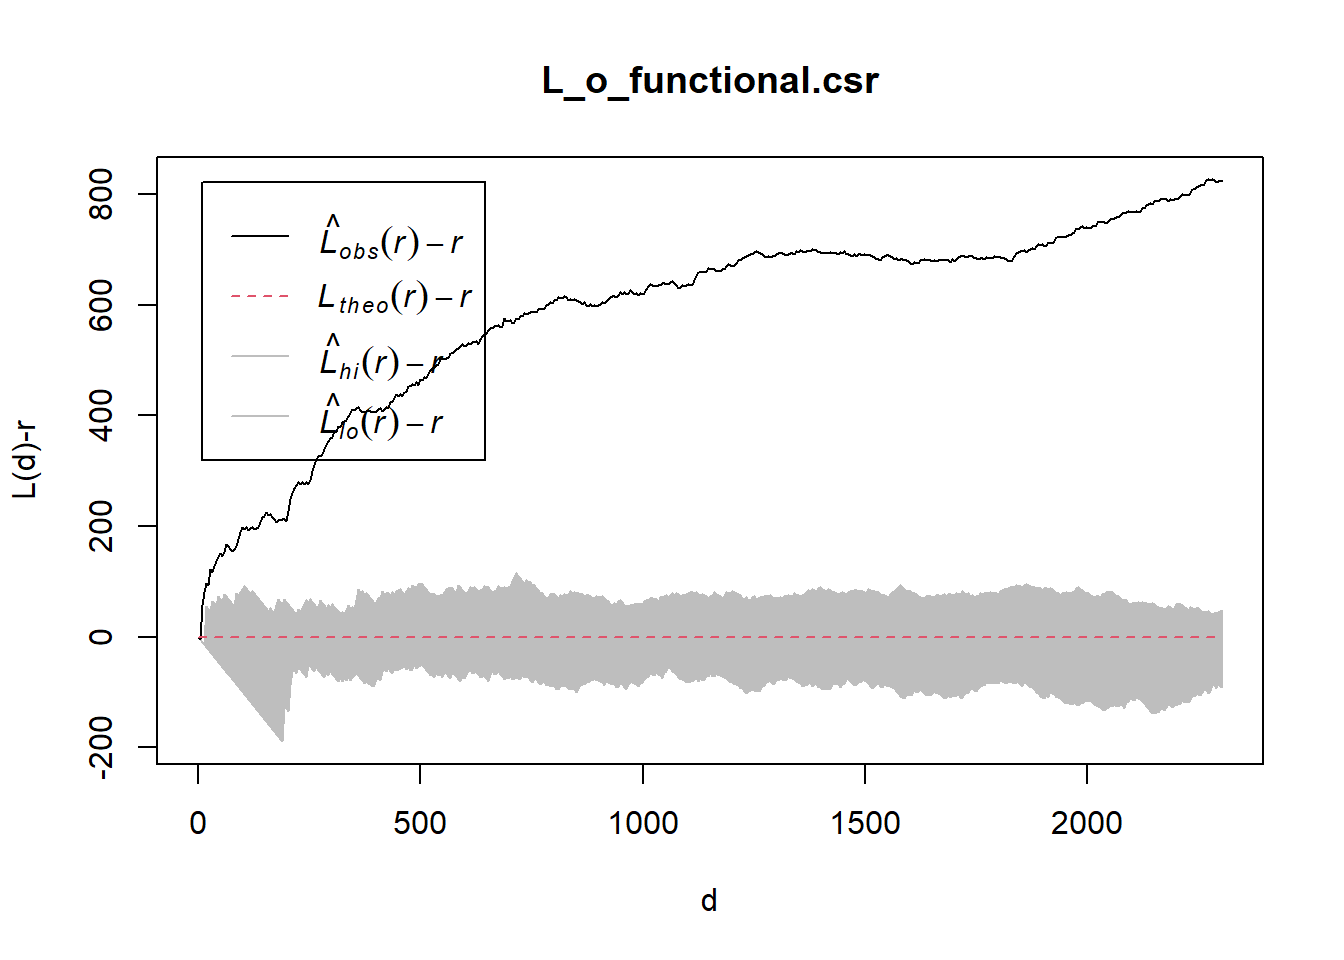 L_o_functional.csr
L̂obs(r) – r
Ltheo(r) – r
L̂hi(r) – r
L̂lo(r) – r
L(d)-r
800
600
400
200
0
-200
0 500 1000 1500 2000
d